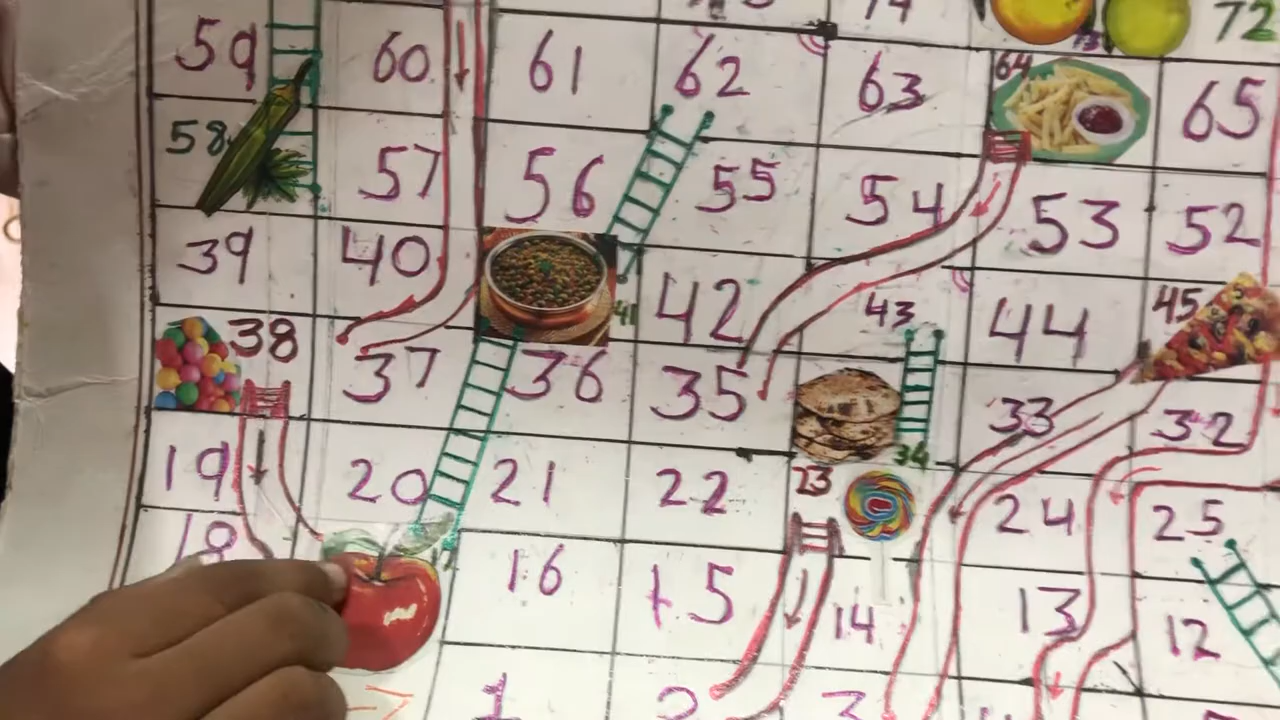 72
59 60 61 62 63 64 65
58 57 56 55 54 53 52
39 40 41 42 43 44 45
38 37 36 35 34 33 32
19 20 21 22 23 24 25
18 16 15 14 13 12
1 3